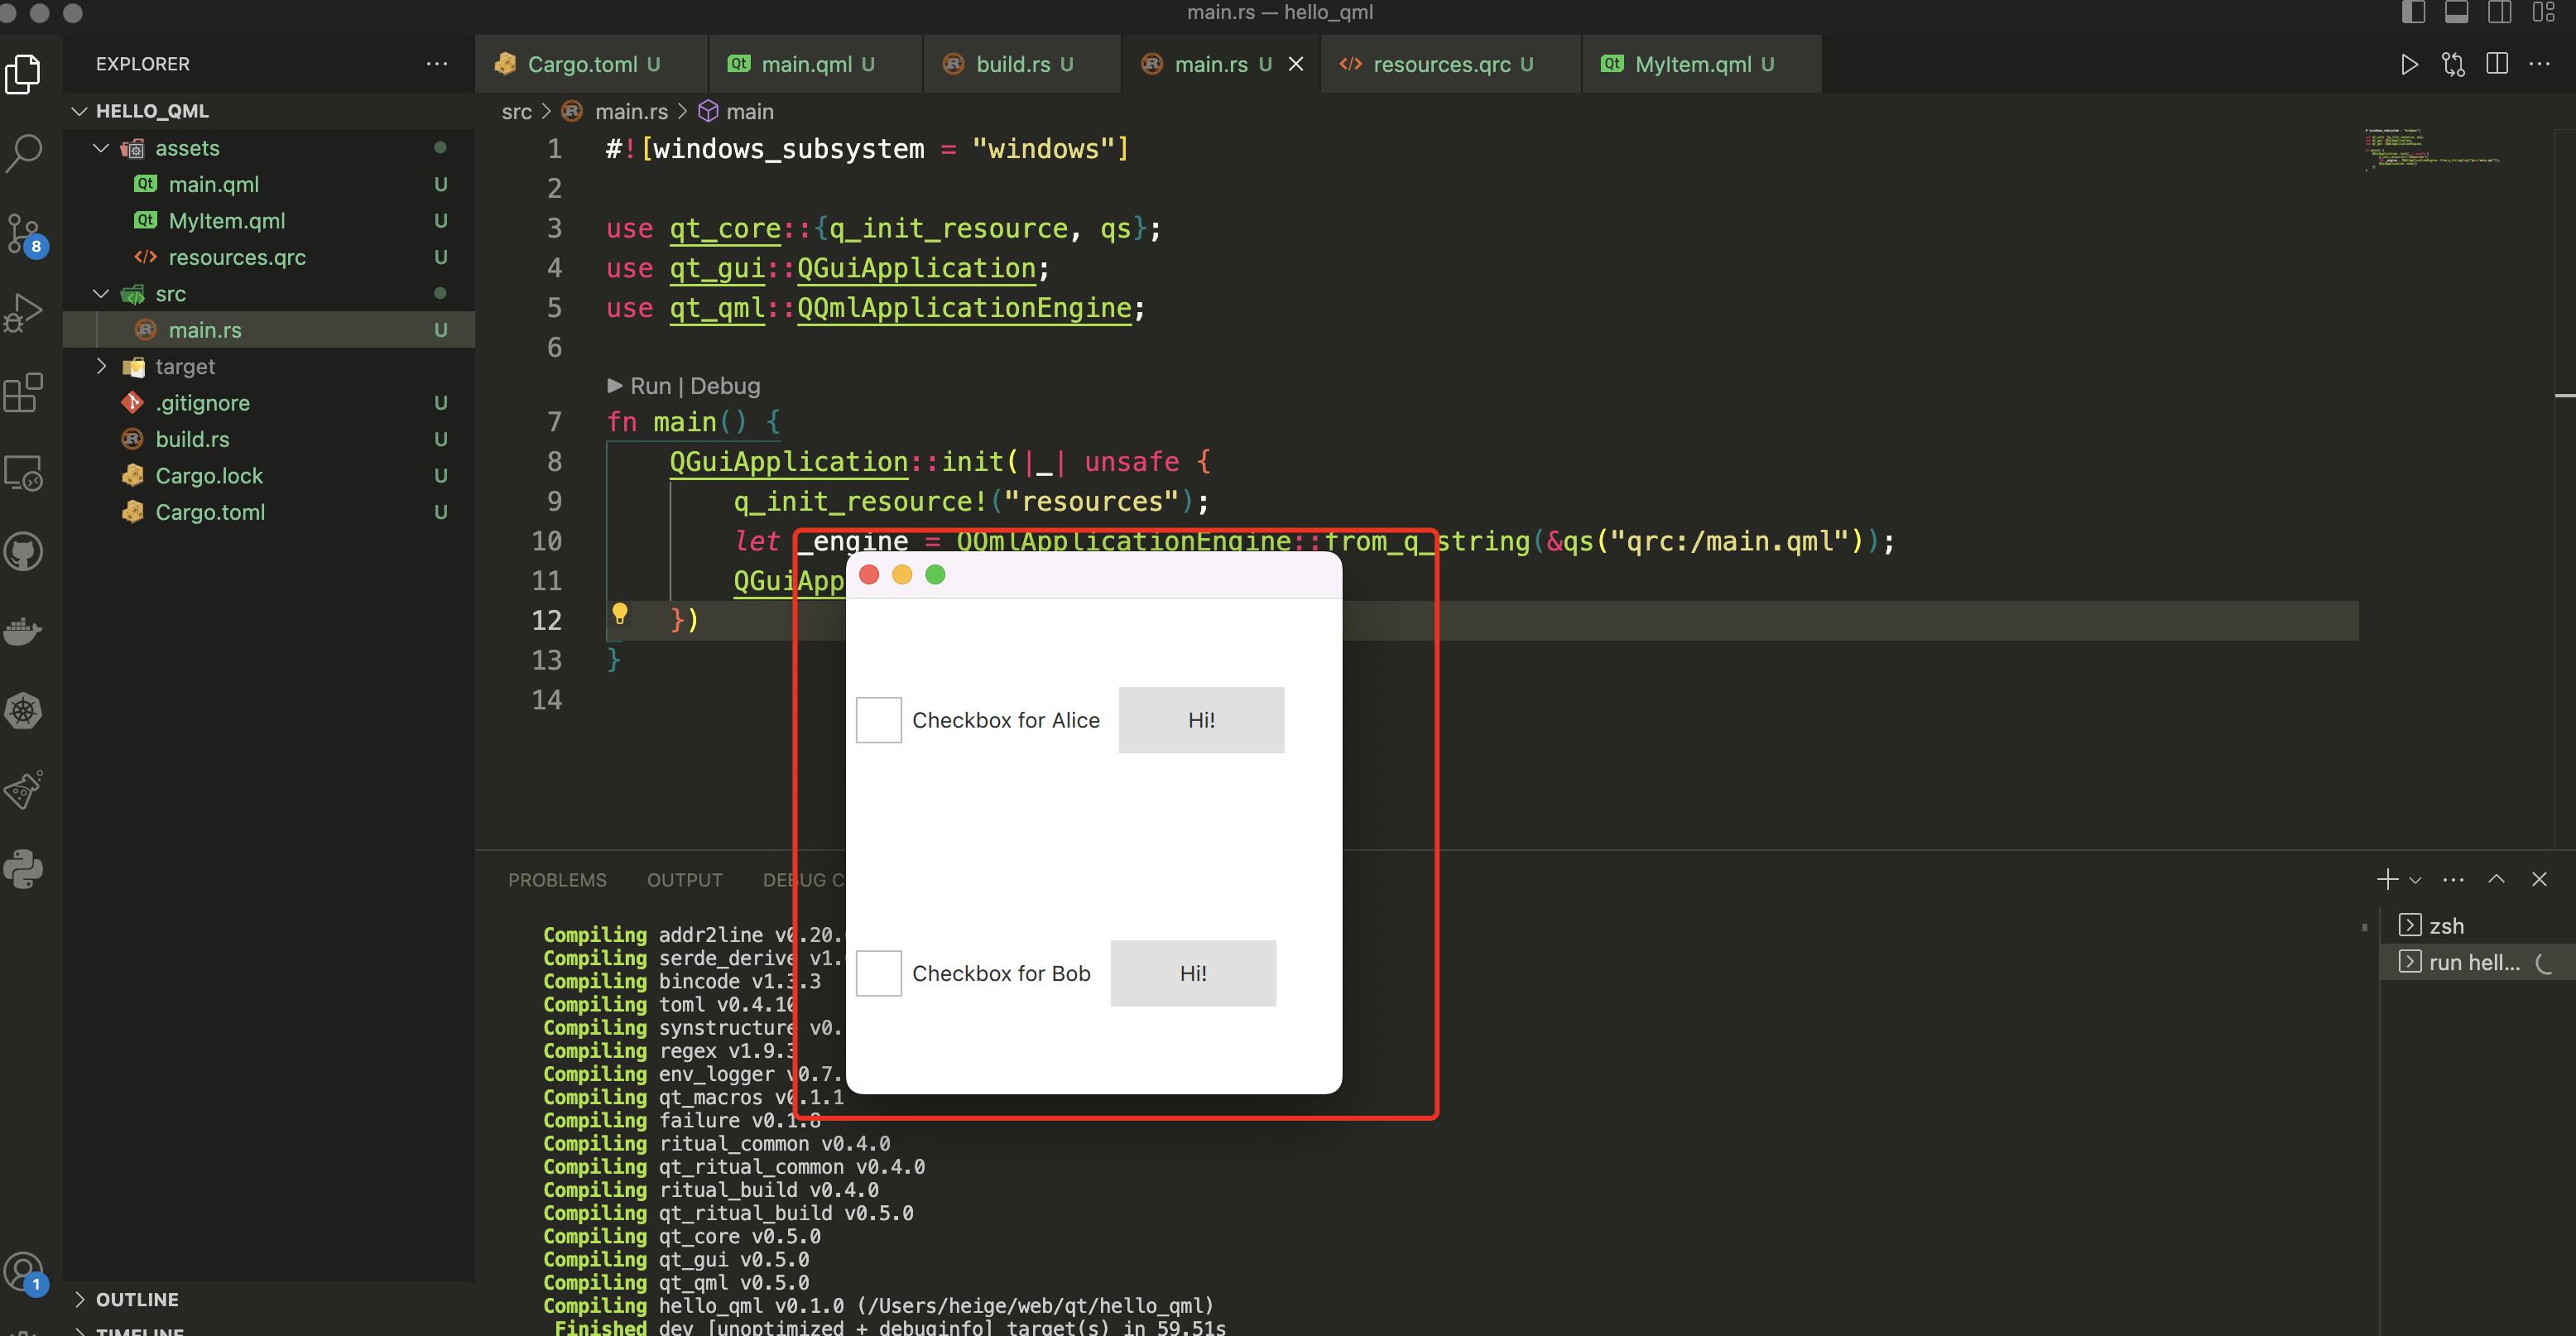 main.rs — hello_qml
EXPLORER
Cargo.toml U
main.qml U
build.rs U
main.rs U
resources.qrc U
MyItem.qml U
HELLO_QML
assets
main.qml U
MyItem.qml U
resources.qrc U
src
main.rs U
target
.gitignore U
build.rs U
Cargo.lock U
Cargo.toml U
OUTLINE
TIMELINE
8
1
src > main.rs > main
1 #![windows_subsystem = "windows"]
2
3 use qt_core::{q_init_resource, qs};
4 use qt_gui::QGuiApplication;
5 use qt_qml::QQmlApplicationEngine;
6
Run | Debug
7 fn main() {
8 QGuiApplication::init(|_| unsafe {
9 q_init_resource!("resources");
10 let _engine = QQmlApplicationEngine::from_q_string(&qs("qrc:/main.qml"));
11 QGuiApp
12 })
13 }
14
Checkbox for Alice
Hi!
Checkbox for Bob
Hi!
PROBLEMS OUTPUT DEBUG C
Compiling addr2line v0.20.
Compiling serde_derive v1.
Compiling bincode v1.3.3
Compiling toml v0.4.10
Compiling synstructure v0.
Compiling regex v1.9.3
Compiling env_logger v0.7.
Compiling qt_macros v0.1.1
Compiling failure v0.1.8
Compiling ritual_common v0.4.0
Compiling qt_ritual_common v0.4.0
Compiling ritual_build v0.4.0
Compiling qt_ritual_build v0.5.0
Compiling qt_core v0.5.0
Compiling qt_gui v0.5.0
Compiling qt_qml v0.5.0
Compiling hello_qml v0.1.0 (/Users/heige/web/qt/hello_qml)
Finished dev [unoptimized + debuginfo] target(s) in 59.51s
zsh
run hell...